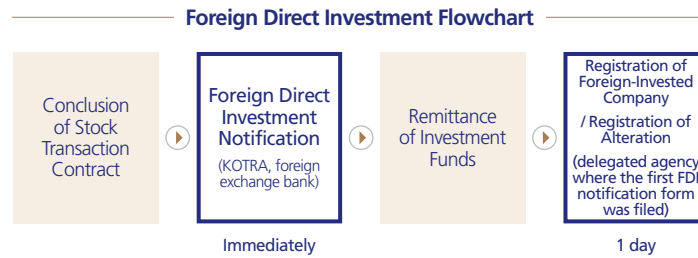 Foreign Direct Investment Flowchart
Conclusion
of Stock
Transaction
Contract
Foreign Direct
Investment
Notification
(KOTRA, foreign
exchange bank)
Immediately
Remittance
of Investment
Funds
Registration of
Foreign-Invested
Company
/ Registration of
Alteration
(delegated agency
where the first FDI
notification form
was filed)
1 day